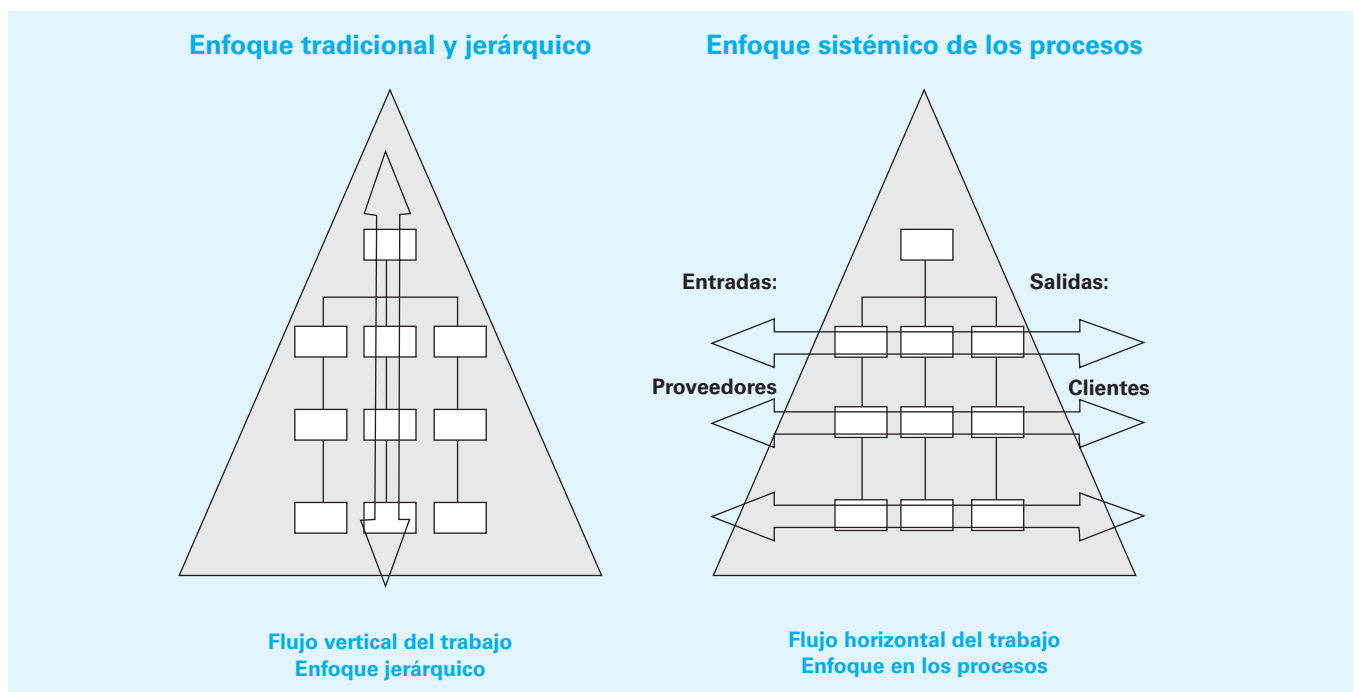 Enfoque tradicional y jerárquico
Enfoque sistémico de los procesos
Entradas:
Salidas:
Proveedores
Clientes
Flujo vertical del trabajo
Enfoque jerárquico
Flujo horizontal del trabajo
Enfoque en los procesos